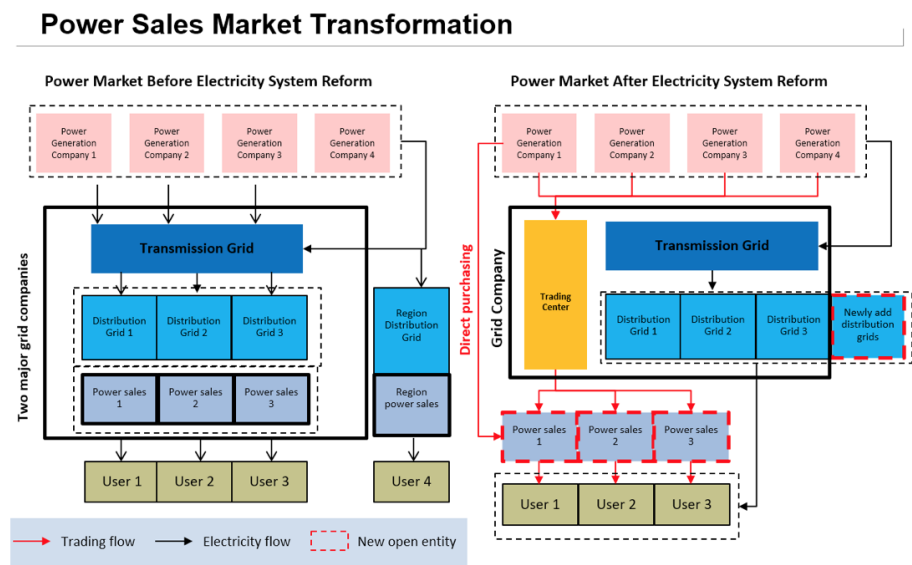 Power Sales Market Transformation
Power Market Before Electricity System Reform
Power
Generation
Company 1
Power
Generation
Company 2
Power
Generation
Company 3
Power
Generation
Company 4
Two major grid companies
Transmission Grid
Distribution
Grid 1
Distribution
Grid 2
Distribution
Grid 3
Region
Distribution
Grid
Power sales
1
Power sales
2
Power sales
3
Region
power sales
User 1
User 2
User 3
User 4
Power Market After Electricity System Reform
Power
Generation
Company 1
Power
Generation
Company 2
Power
Generation
Company 3
Power
Generation
Company 4
Direct purchasing
Grid Company
Trading
Center
Transmission Grid
Distribution
Grid 1
Distribution
Grid 2
Distribution
Grid 3
Newly add
distribution
grids
Power sales
1
Power sales
2
Power sales
3
User 1
User 2
User 3
Trading flow
Electricity flow
New open entity